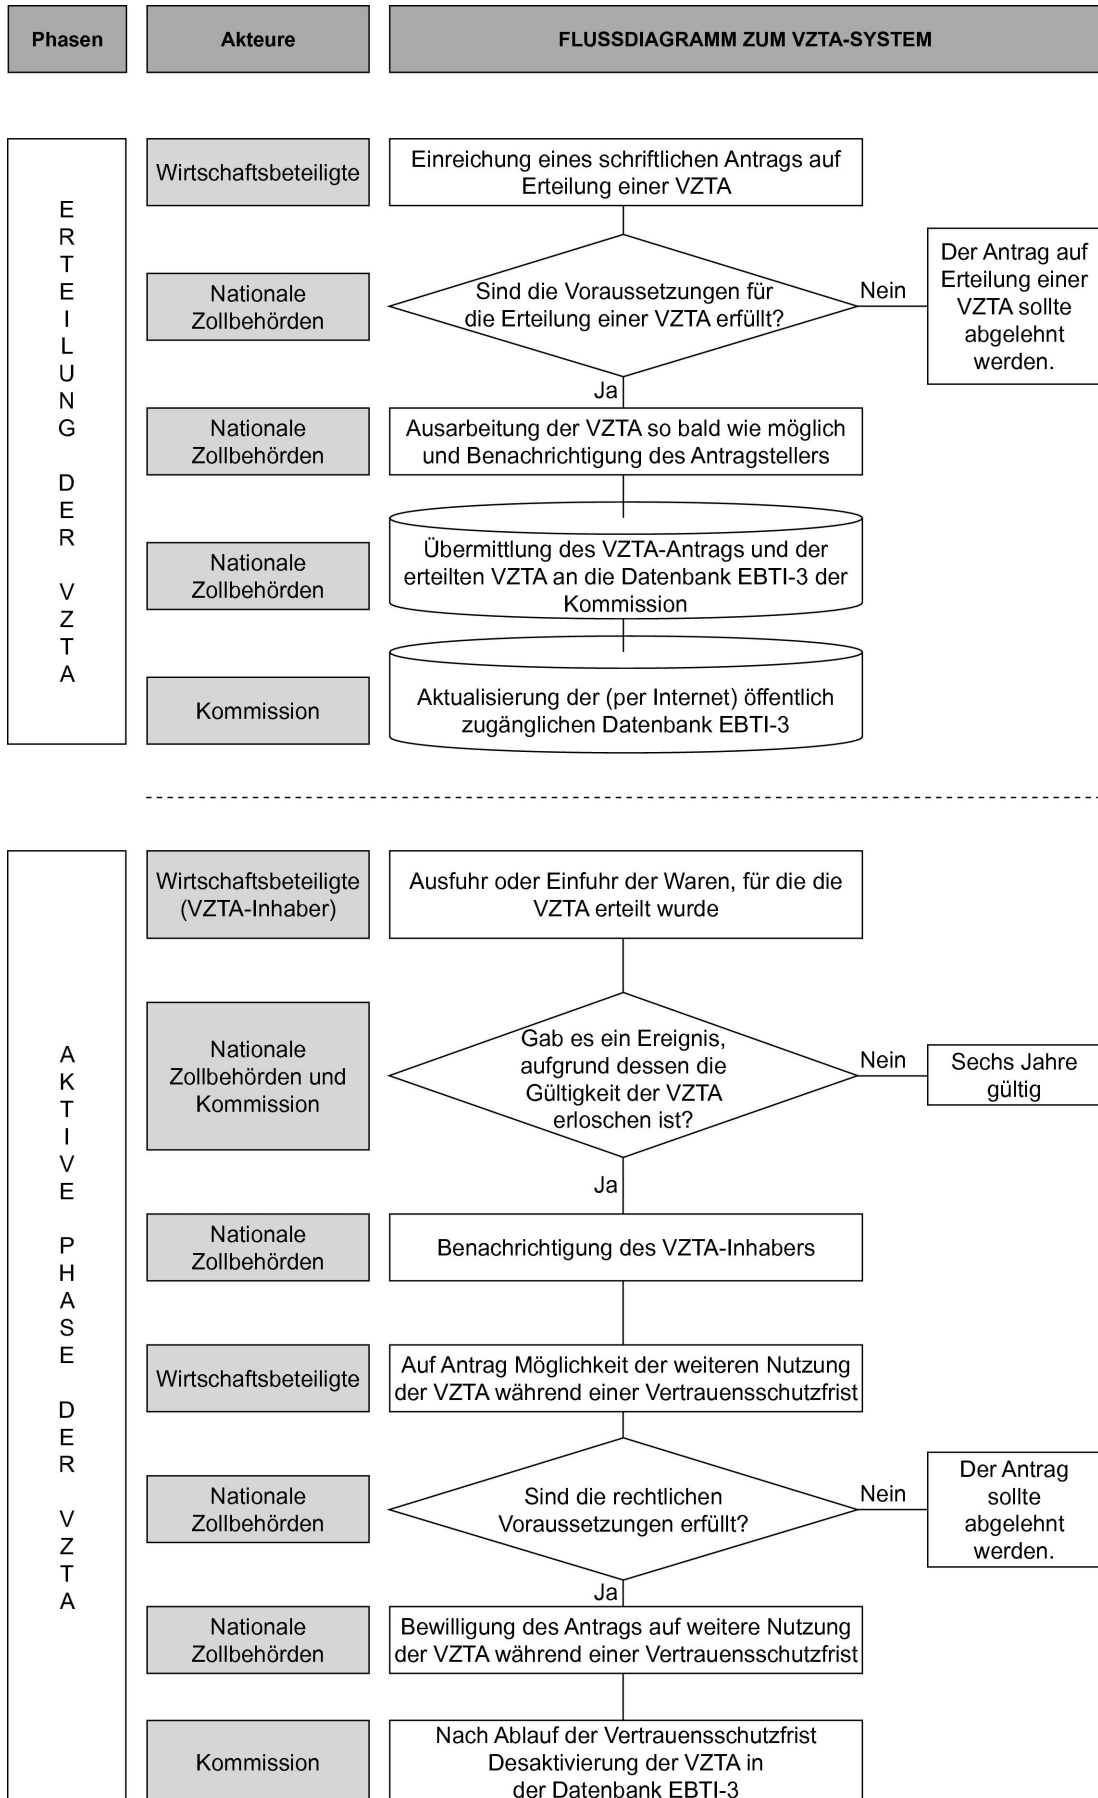 Phasen
Akteure
FLUSSDIAGRAMM ZUM VZTA-SYSTEM
ERTEILUNG DER VZTA
Wirtschaftsbeteiligte
Einreichung eines schriftlichen Antrags auf
Erteilung einer VZTA
Nationale
Zollbehörden
Sind die Voraussetzungen für
die Erteilung einer VZTA erfüllt?
Nein
Der Antrag auf
Erteilung einer
VZTA sollte
abgelehnt
werden.
Ja
Nationale
Zollbehörden
Ausarbeitung der VZTA so bald wie möglich
und Benachrichtigung des Antragstellers
Nationale
Zollbehörden
Übermittlung des VZTA-Antrags und der
erteilten VZTA an die Datenbank EBTI-3 der
Kommission
Kommission
Aktualisierung der (per Internet) öffentlich
zugänglichen Datenbank EBTI-3
AKTIVE PHASE DER VZTA
Wirtschaftsbeteiligte
(VZTA-Inhaber)
Ausfuhr oder Einfuhr der Waren, für die die
VZTA erteilt wurde
Nationale
Zollbehörden und
Kommission
Gab es ein Ereignis,
aufgrund dessen die
Gültigkeit der VZTA
erloschen ist?
Nein
Sechs Jahre
gültig
Ja
Nationale
Zollbehörden
Benachrichtigung des VZTA-Inhabers
Wirtschaftsbeteiligte
Auf Antrag Möglichkeit der weiteren Nutzung
der VZTA während einer Vertrauensschutzfrist
Nationale
Zollbehörden
Sind die rechtlichen
Voraussetzungen erfüllt?
Nein
Der Antrag
sollte
abgelehnt
werden.
Ja
Nationale
Zollbehörden
Bewilligung des Antrags auf weitere Nutzung
der VZTA während einer Vertrauensschutzfrist
Kommission
Nach Ablauf der Vertrauensschutzfrist
Desaktivierung der VZTA in
der Datenbank EBTI-3